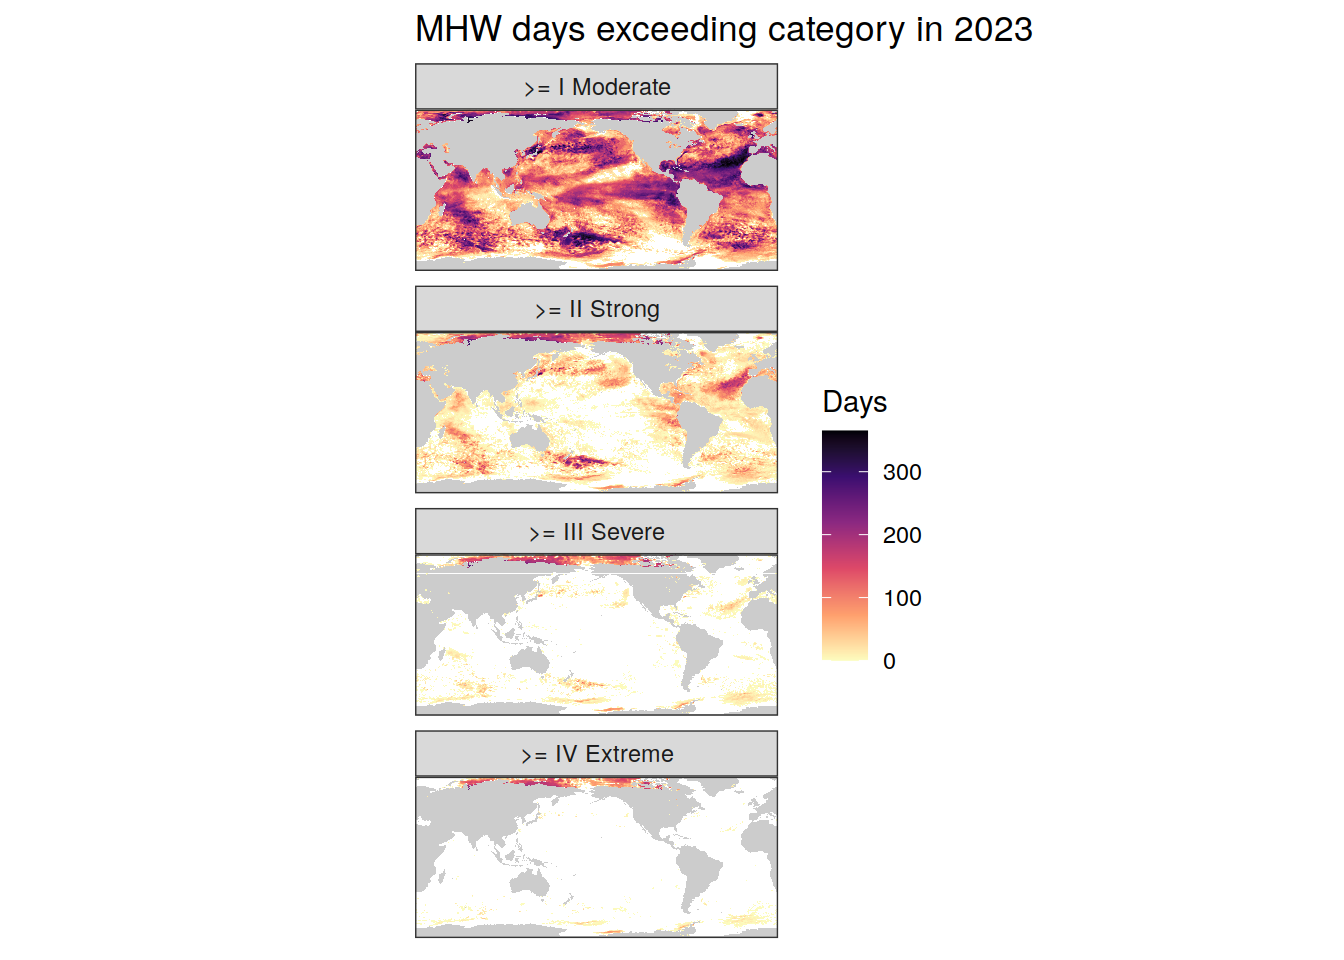 MHW days exceeding category in 2023
>= I Moderate
>= II Strong
>= III Severe
>= IV Extreme
Days
300
200
100
0